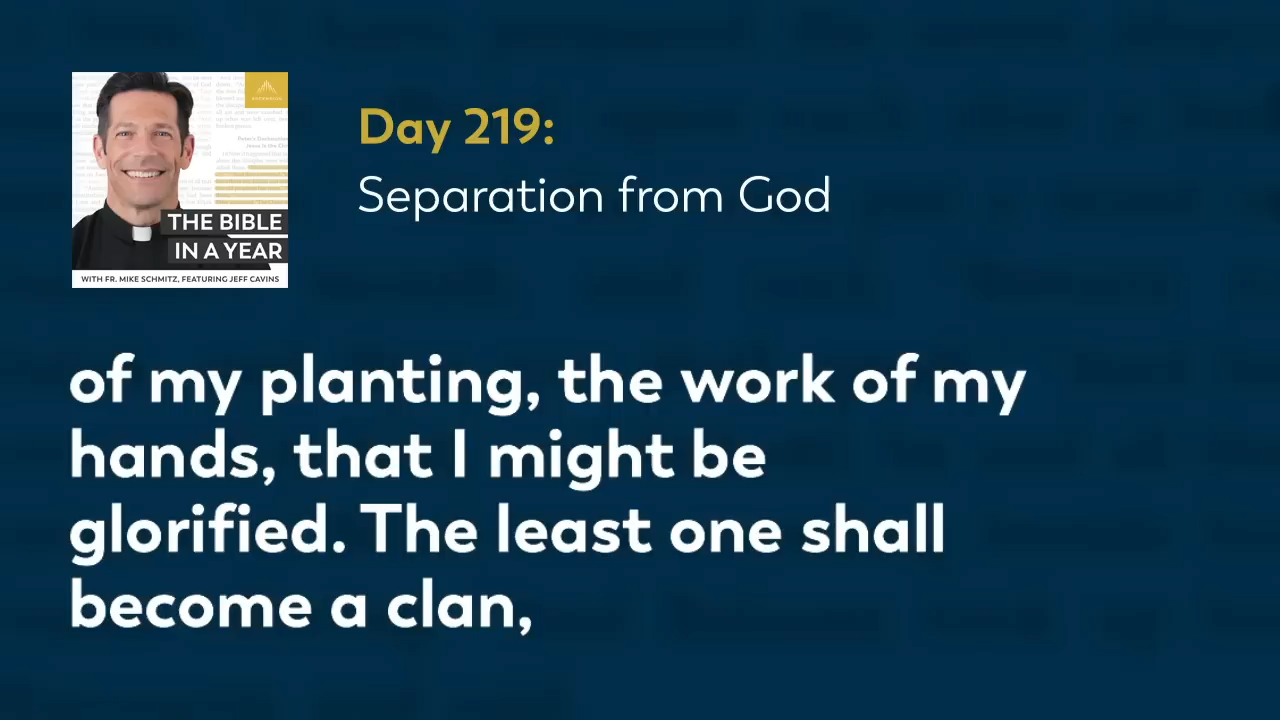 Day 219:
Separation from God
THE BIBLE
IN A YEAR
WITH FR. MIKE SCHMITZ, FEATURING JEFF CAVINS
of my planting, the work of my
hands, that I might be
glorified. The least one shall
become a clan,